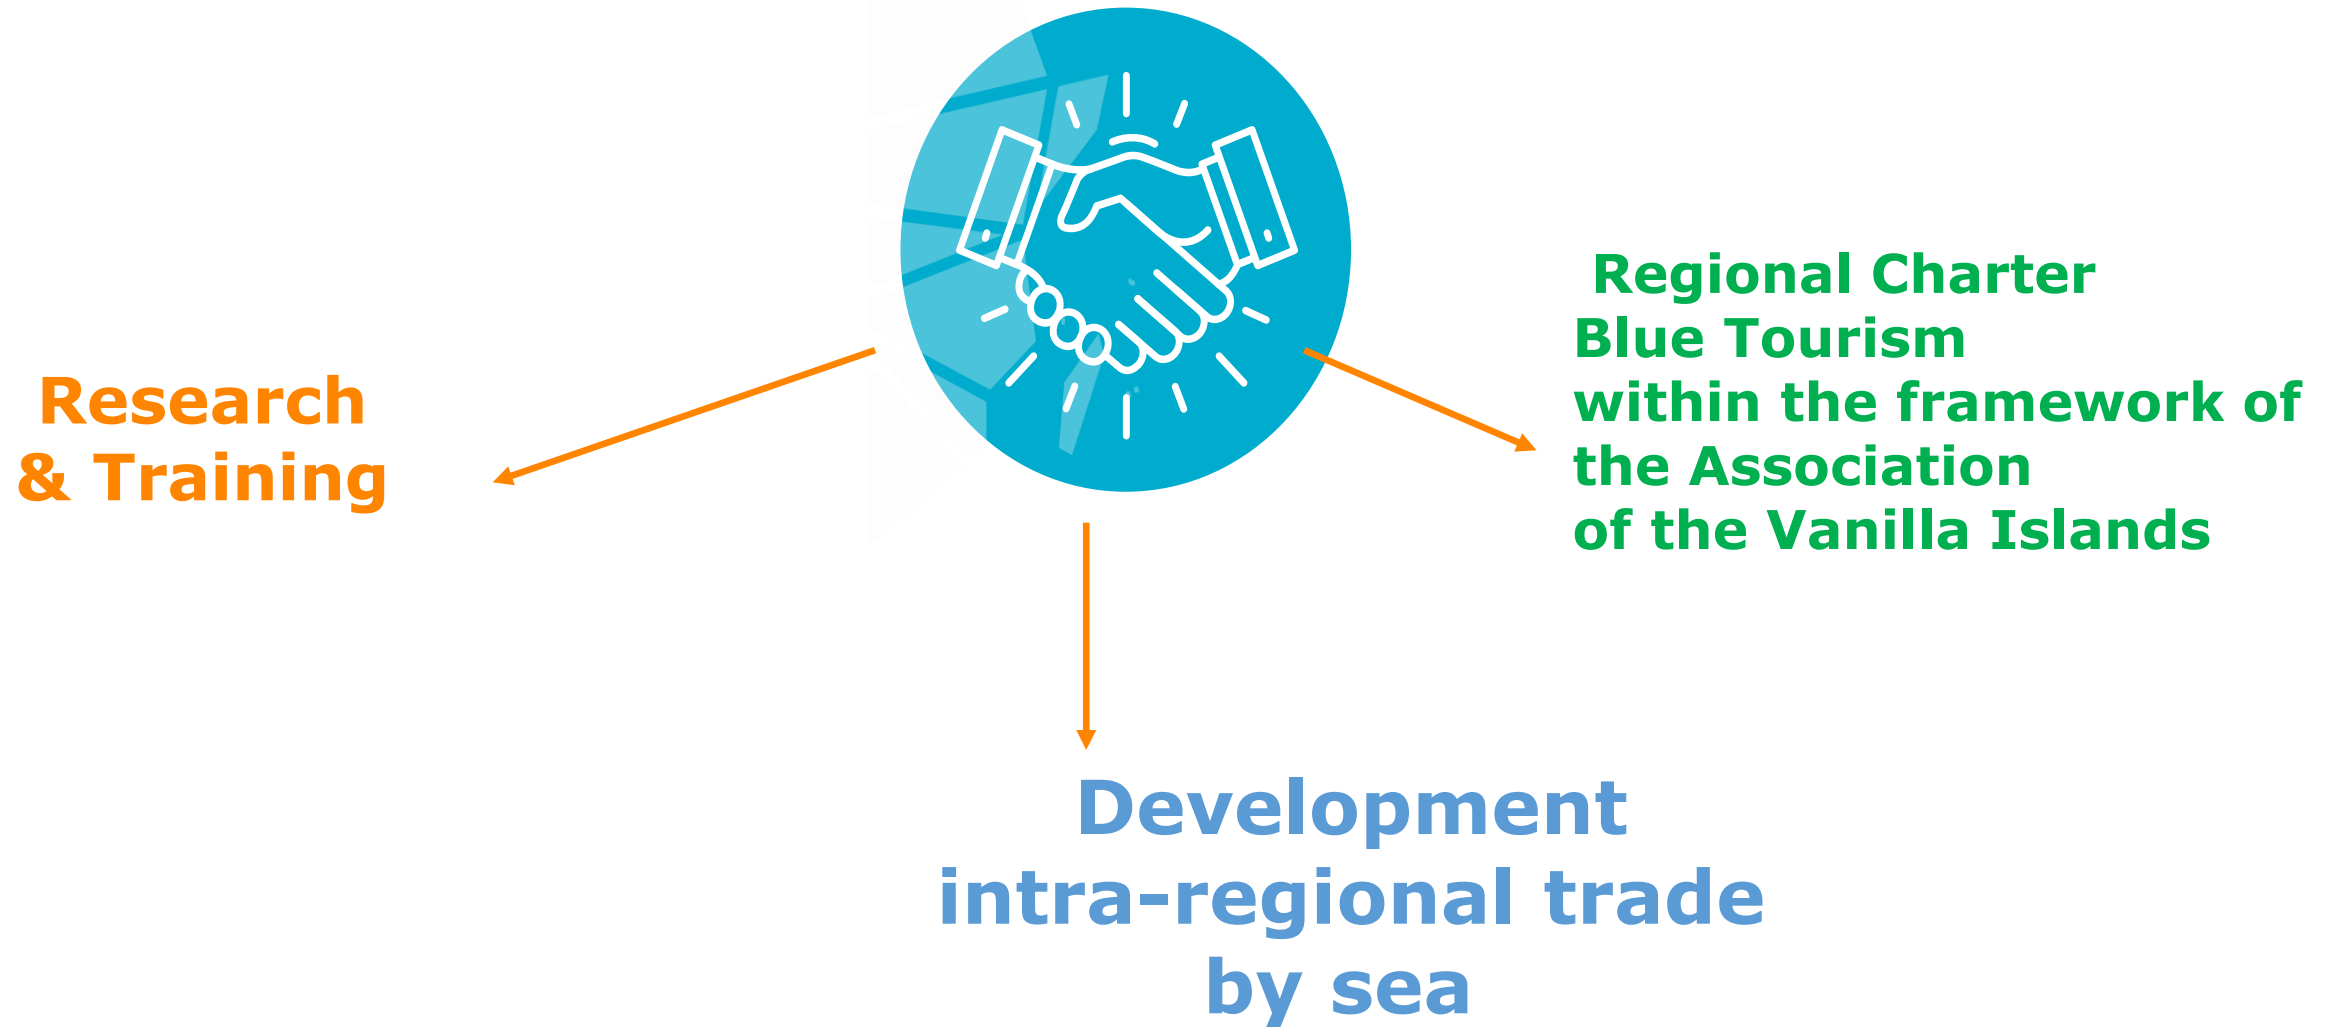 Research
& Training
Regional Charter
Blue Tourism
within the framework of
the Association
of the Vanilla Islands
Development
intra-regional trade
by sea